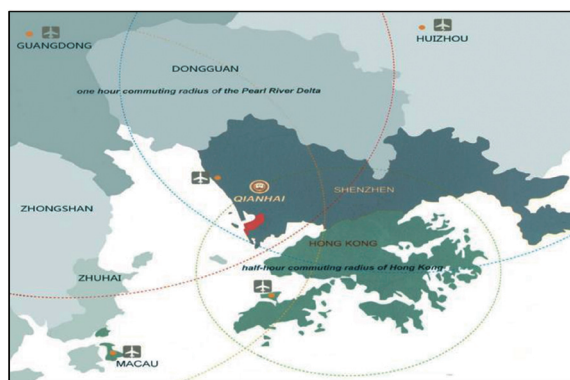 GUANGDONG
HUIZHOU
DONGGUAN
one hour commuting radius of the Pearl River Delta
QIANHAI
SHENZHEN
ZHONGSHAN
HONG KONG
half-hour commuting radius of Hong Kong
ZHUHAI
MACAU